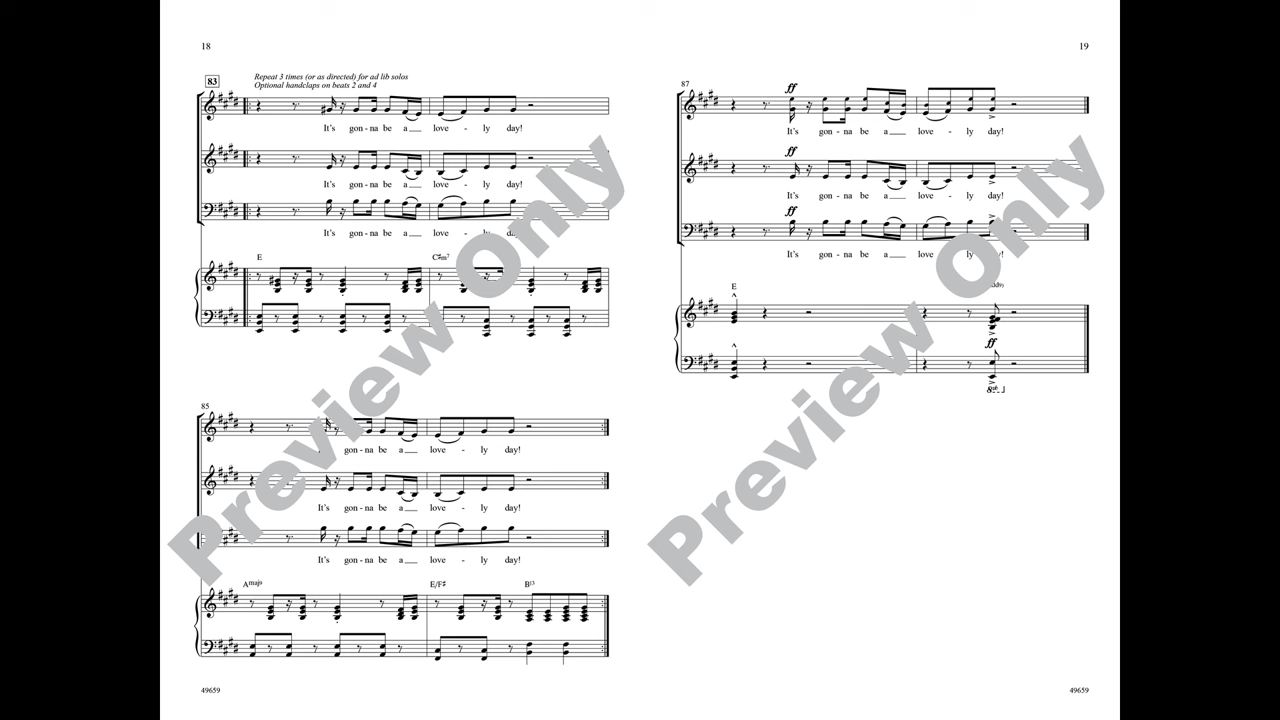 18
83
Repeat 3 times (or as directed) for ad lib solos
Optional handclaps on beats 2 and 4
It's gon - na be a love - ly day!
It's gon - na be a love - ly day!
It's gon - na be a love - ly
E C♯m7
85
gon - na be a love - ly day!
It's gon - na be a love - ly day!
It's gon - na be a love - ly day!
Amaj9 E/F♯ B13
49659
Preview Only
19
87
ff
It's gon - na be a love - ly day!
ff
It's gon - na be a love - ly day!
ff
It's gon - na be a love - ly day!
E
ff
49659
Preview Only